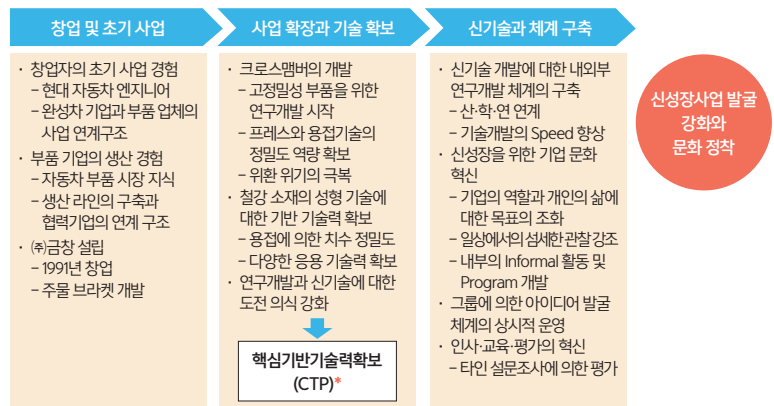 창업 및 초기 사업
· 창업자의 초기 사업 경험
– 현대 자동차 엔지니어
– 완성차 기업과 부품 업체의
사업 연계구조
· 부품 기업의 생산 경험
– 자동차 부품 시장 지식
– 생산 라인의 구축과
협력기업의 연계 구조
· ㈜금창 설립
– 1991년 창업
– 주물 브라켓 개발
사업 확장과 기술 확보
· 크로스맴버의 개발
– 고정밀성 부품을 위한
연구개발 시작
– 프레스와 용접기술의
정밀도 역량 확보
– 위환 위기의 극복
· 철강 소재의 성형 기술에
대한 기반 기술력 확보
– 용접에 의한 치수 정밀도
– 다양한 응용 기술력 확보
· 연구개발과 신기술에 대한
도전 의식 강화
핵심기반기술력확보
(CTP)*
신기술과 체계 구축
· 신기술 개발에 대한 내외부
연구개발 체계의 구축
– 산·학·연 연계
– 기술개발의 Speed 향상
· 신성장을 위한 기업 문화
혁신
– 기업의 역할과 개인의 삶에
대한 목표의 조화
– 일상에서의 섬세한 관찰 강조
– 내부의 Informal 활동 및
Program 개발
· 그룹에 의한 아이디어 발굴
체계의 상시적 운영
· 인사·교육·평가의 혁신
– 타인 설문조사에 의한 평가
신성장사업 발굴
강화와
문화 정착